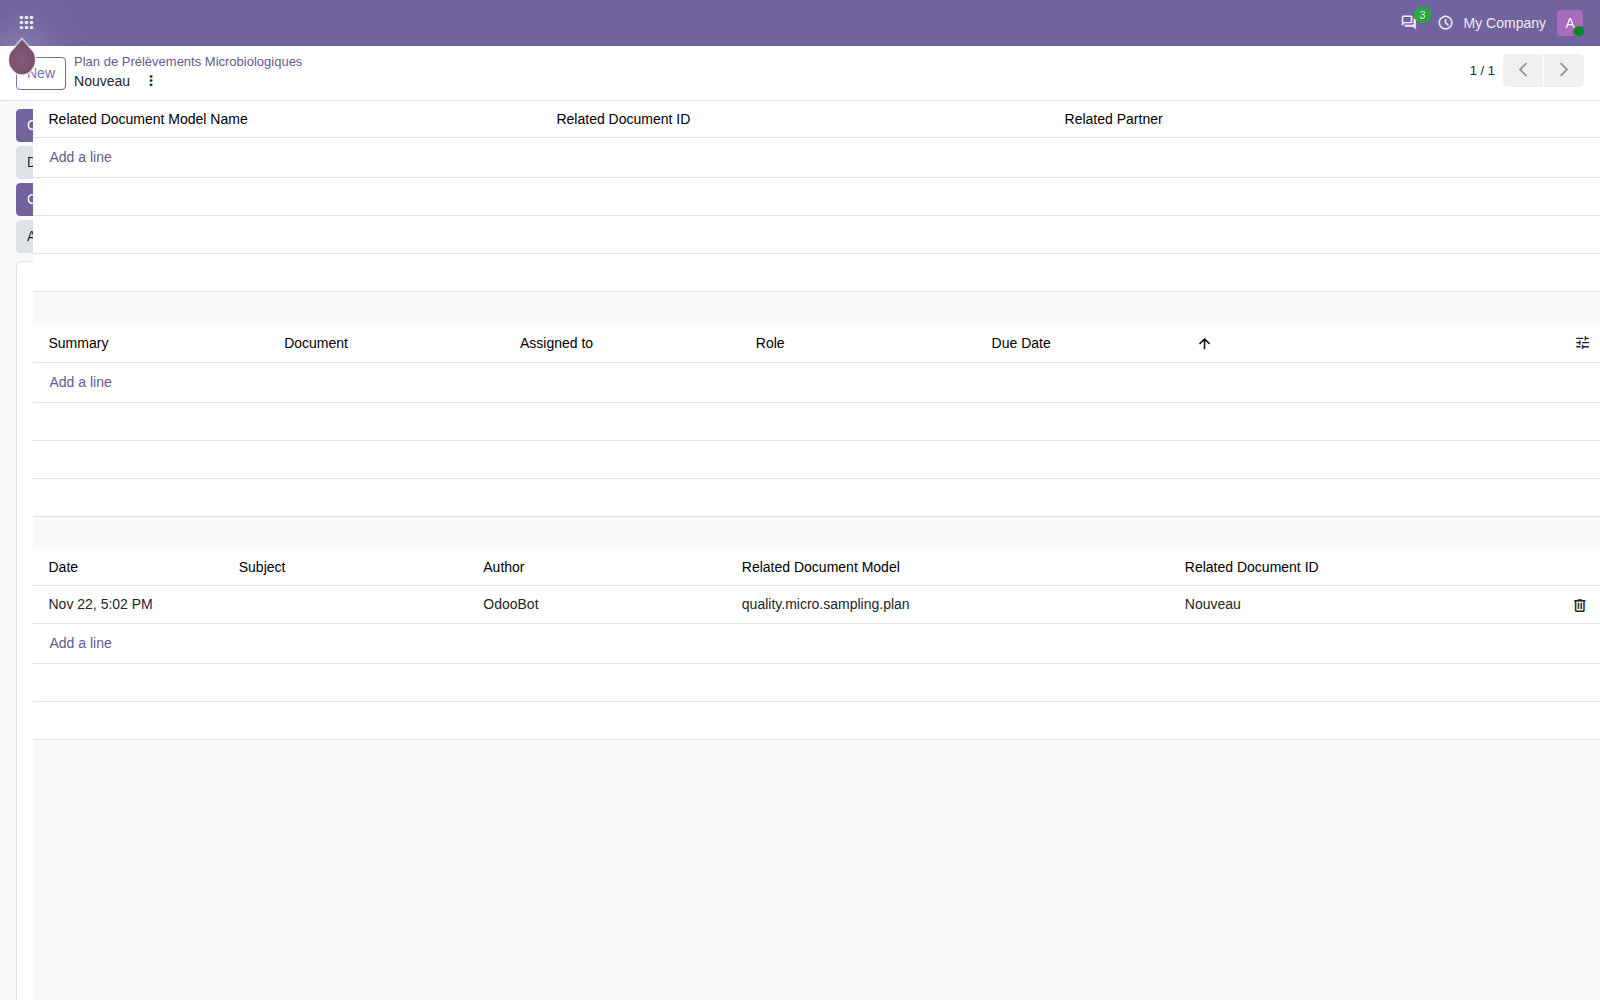 3
My Company
A
New
Plan de Prélèvements Microbiologiques
Nouveau
1 / 1
Related Document Model Name
Related Document ID
Related Partner
Add a line
D
A
Summary
Document
Assigned to
Role
Due Date
Add a line
Date
Subject
Author
Related Document Model
Related Document ID
Nov 22, 5:02 PM
OdooBot
quality.micro.sampling.plan
Nouveau
Add a line